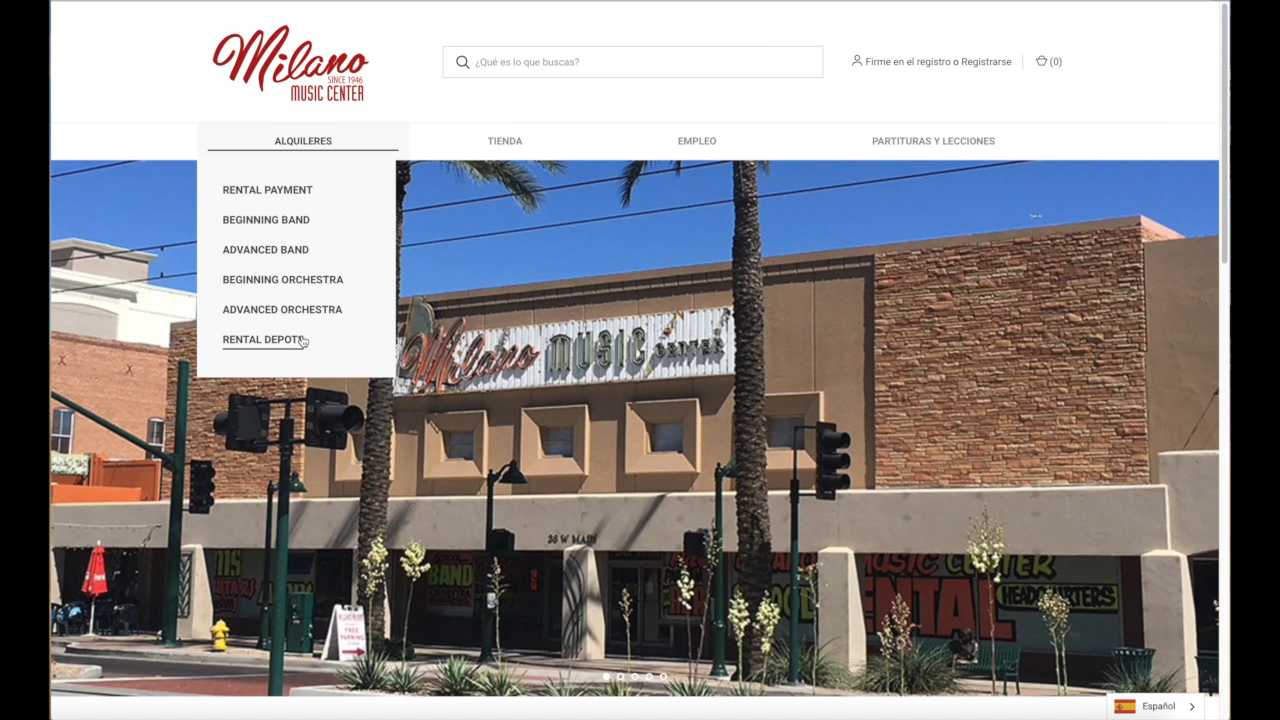 Milano
SINCE 1946
MUSIC CENTER
¿Qué es lo que buscas?
Firme en el registro o Registrarse
(0)
ALQUILERES
TIENDA
EMPLEO
PARTITURAS Y LECCIONES
RENTAL PAYMENT
BEGINNING BAND
ADVANCED BAND
BEGINNING ORCHESTRA
ADVANCED ORCHESTRA
RENTAL DEPOTS
Milano MUSIC CENTER
36 W MAIN
BAND
MUSIC CENTER
RENTAL
HEADQUARTERS
FREE
PARKING
Español